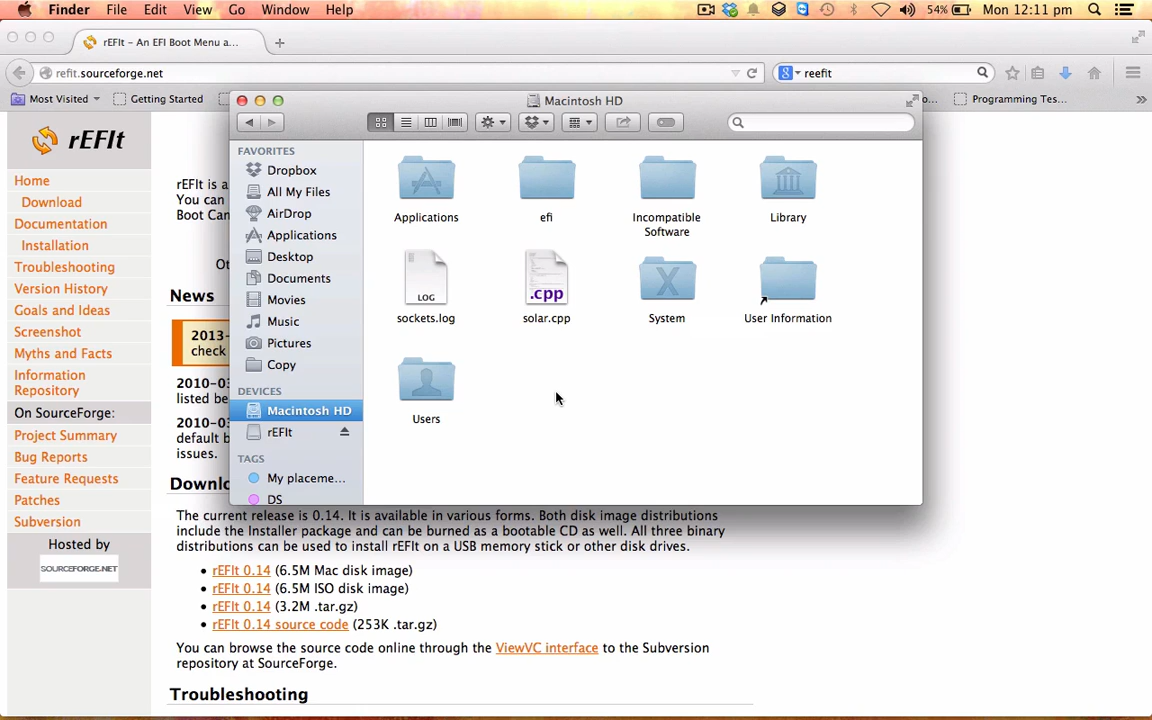 Finder File Edit View Go Window Help 54% Mon 12:11 pm
rEFIt - An EFI Boot Menu a...
refit.sourceforge.net reefit
Most Visited Getting Started o... Programming Tes...
Macintosh HD
rEFIt
Home
Download
Documentation
Installation
Troubleshooting
Version History
Goals and Ideas
Screenshot
Myths and Facts
Information
Repository
On SourceForge:
Project Summary
Bug Reports
Feature Requests
Patches
Subversion
Hosted by
SOURCEFORGE.NET
rEFIt is a
You can
Boot Can
Ot
News
2013-
check
2010-03
listed be
2010-03
default b
issues.
FAVORITES
Dropbox
All My Files
AirDrop
Applications
Desktop
Documents
Movies
Music
Pictures
Copy
DEVICES
Macintosh HD
rEFIt
TAGS
My placeme...
DS
Applications efi Incompatible Software Library
LOG .cpp
sockets.log solar.cpp System User Information
Users
Downlo
The current release is 0.14. It is available in various forms. Both disk image distributions
include the Installer package and can be burned as a bootable CD as well. All three binary
distributions can be used to install rEFIt on a USB memory stick or other disk drives.
• rEFIt 0.14 (6.5M Mac disk image)
• rEFIt 0.14 (6.5M ISO disk image)
• rEFIt 0.14 (3.2M .tar.gz)
• rEFIt 0.14 source code (253K .tar.gz)
You can browse the source code online through the ViewVC interface to the Subversion
repository at SourceForge.
Troubleshooting